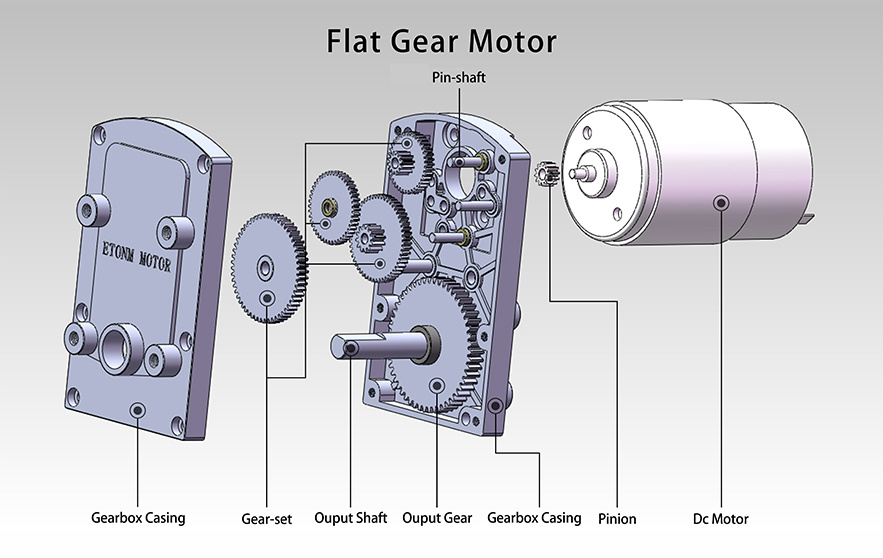 Flat Gear Motor
Pin-shaft
ETONM MOTOR
Gearbox Casing
Gear-set
Ouput Shaft
Ouput Gear
Gearbox Casing
Pinion
Dc Motor